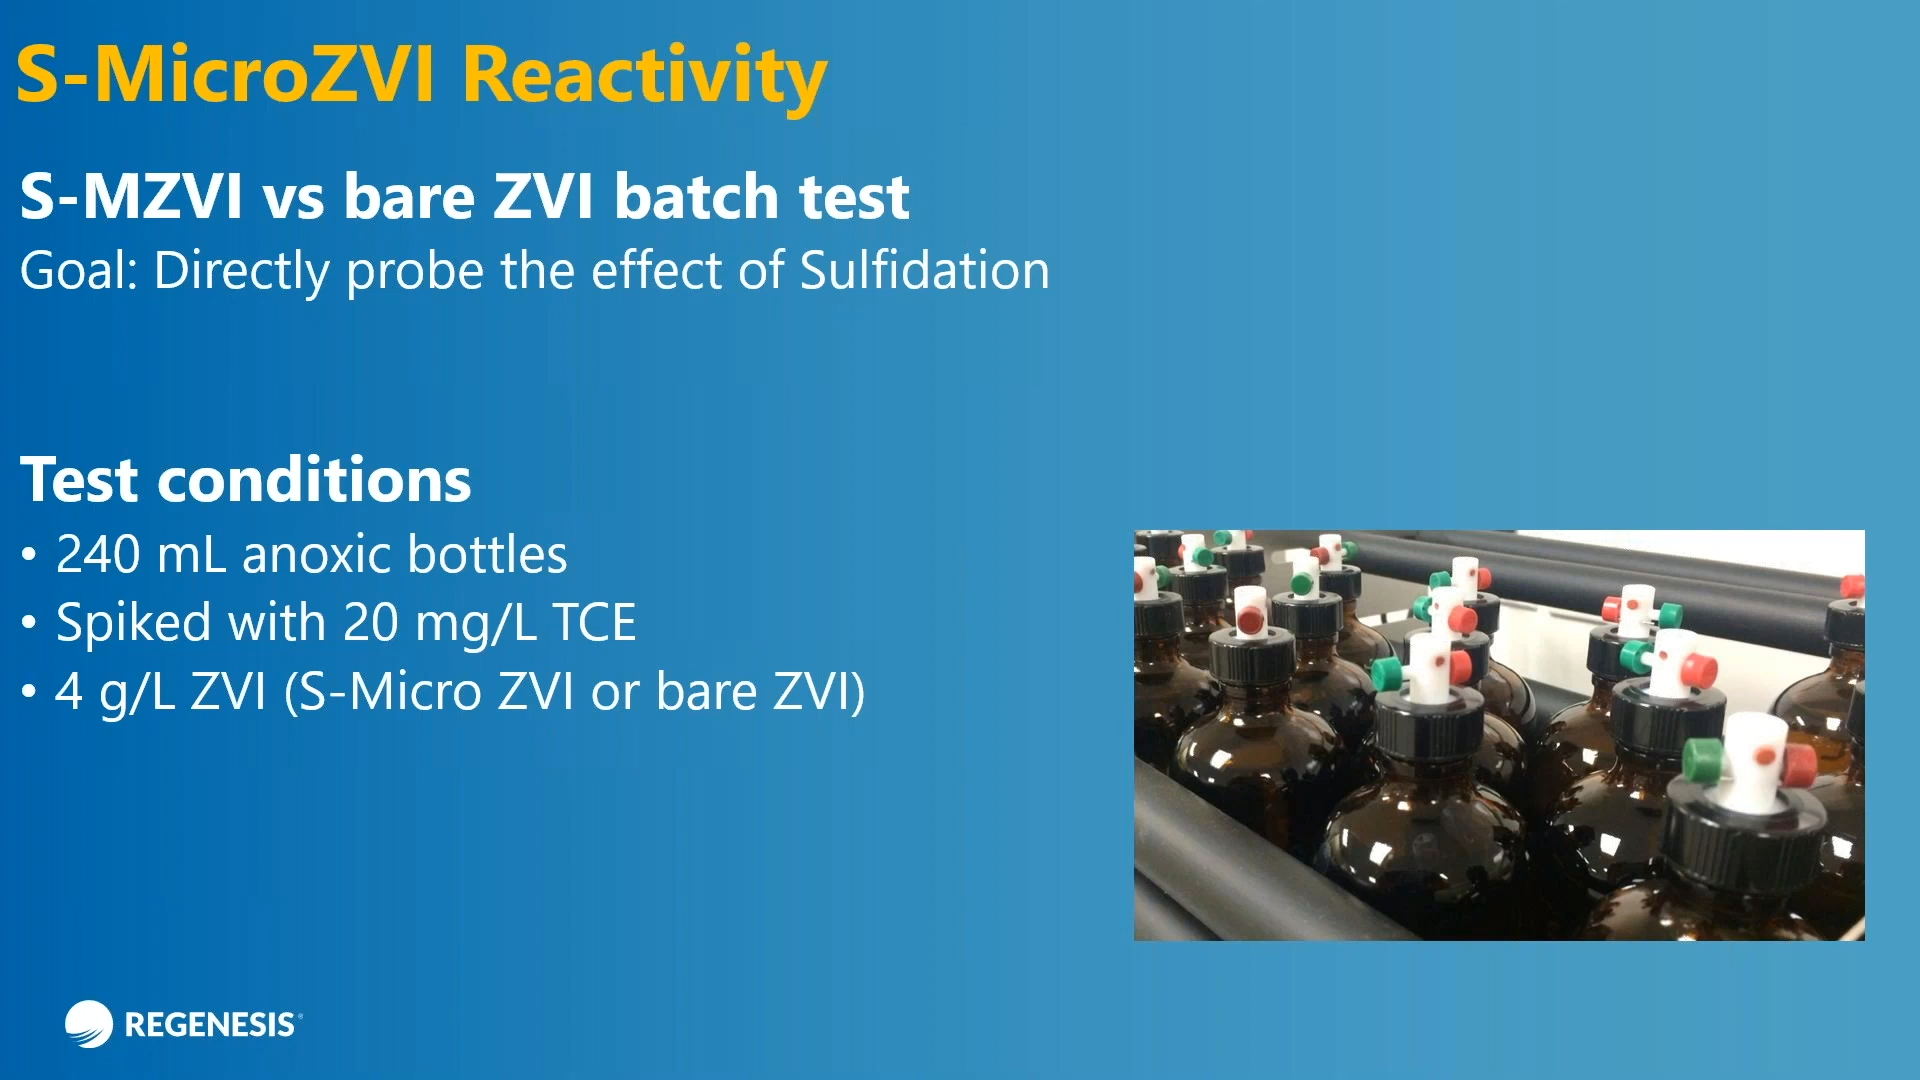 S-MicroZVI Reactivity
S-MZVI vs bare ZVI batch test
Goal: Directly probe the effect of Sulfidation
Test conditions
• 240 mL anoxic bottles
• Spiked with 20 mg/L TCE
• 4 g/L ZVI (S-Micro ZVI or bare ZVI)
REGENESIS®